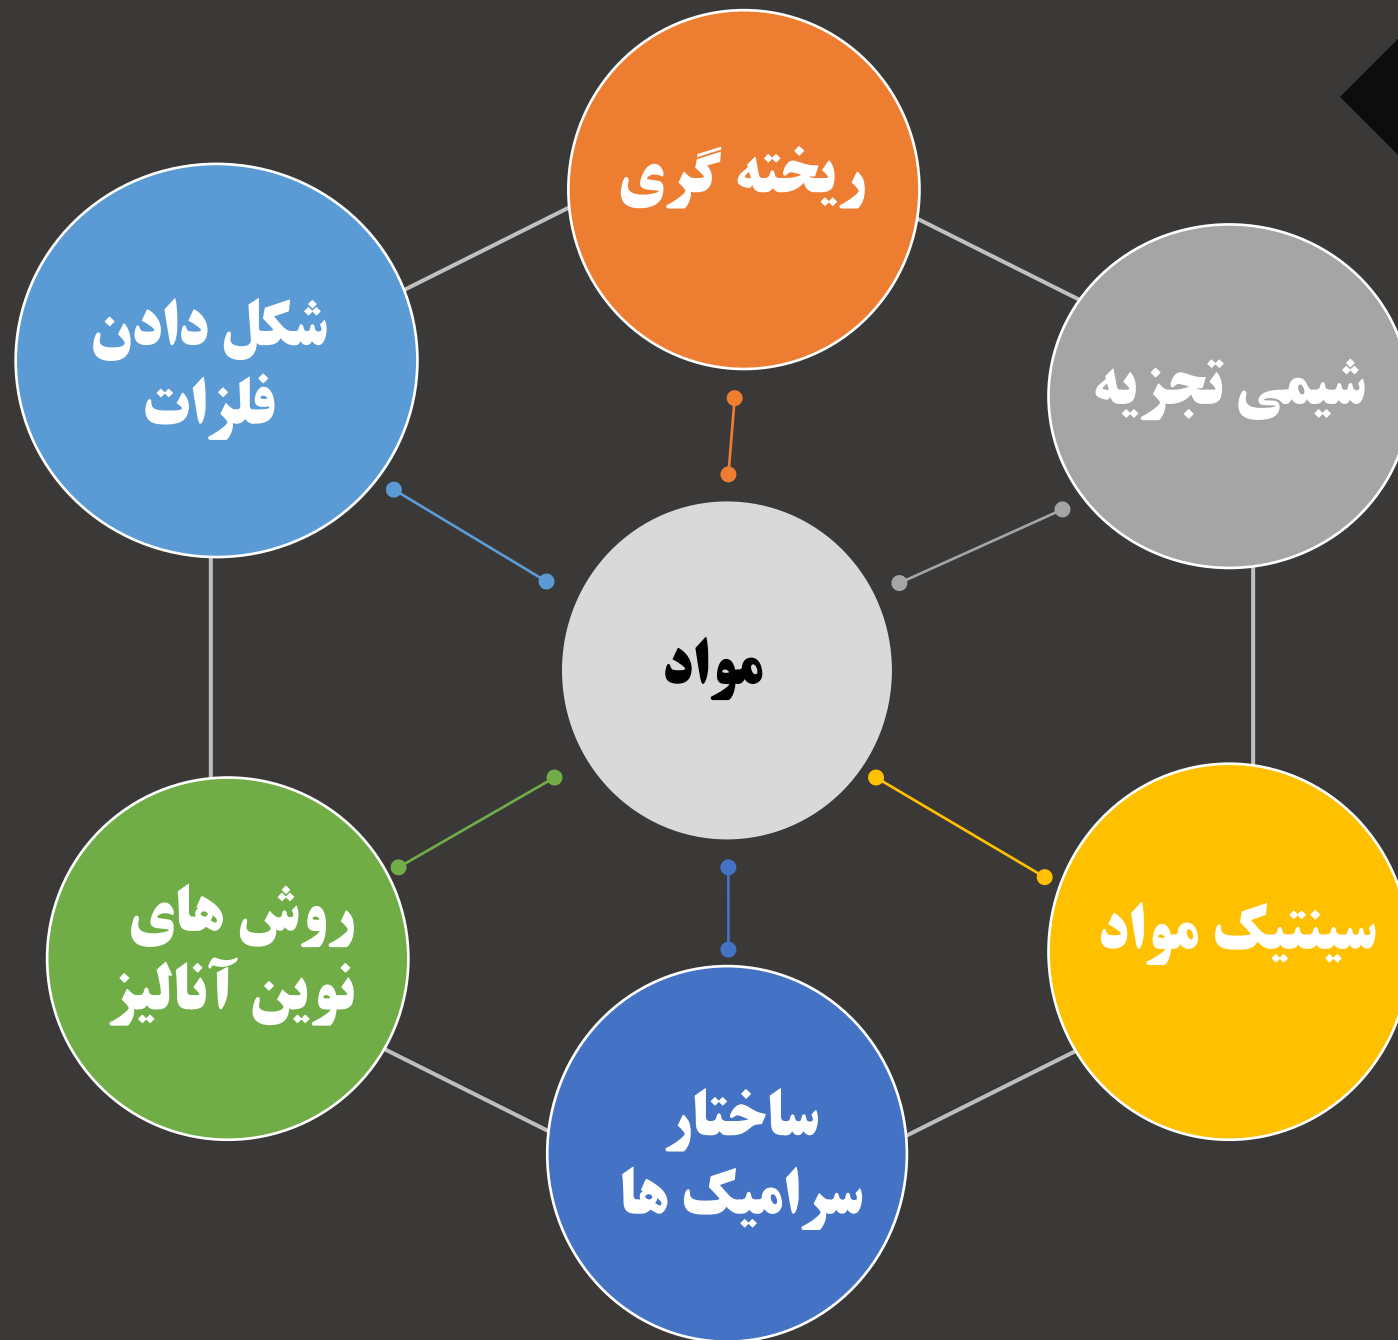 ریخته گری
شکل دادن
فلزات
شیمی تجزیه
مواد
روش های
نوین آنالیز
سینتیک مواد
ساختار
سرامیک ها